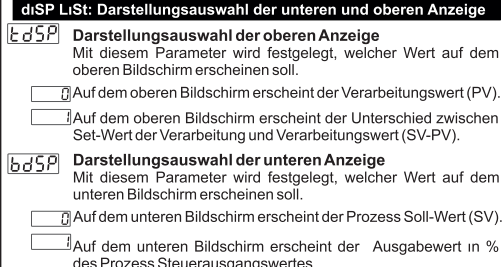 dıSP LıSt: Darstellungsauswahl der unteren und oberen Anzeige
tdSP Darstellungsauswahl der oberen Anzeige
Mit diesem Parameter wird festgelegt, welcher Wert auf dem
oberen Bildschirm erscheinen soll.
0 Auf dem oberen Bildschirm erscheint der Verarbeitungswert (PV).
1 Auf dem oberen Bildschirm erscheint der Unterschied zwischen
Set-Wert der Verarbeitung und Verarbeitungswert (SV-PV).
bdSP Darstellungsauswahl der unteren Anzeige
Mit diesem Parameter wird festgelegt, welcher Wert auf dem
unteren Bildschirm erscheinen soll.
0 Auf dem unteren Bildschirm erscheint der Prozess Soll-Wert (SV).
1 Auf dem unteren Bildschirm erscheint der Ausgabewert ın %
des Prozess Steuerausgangswertes